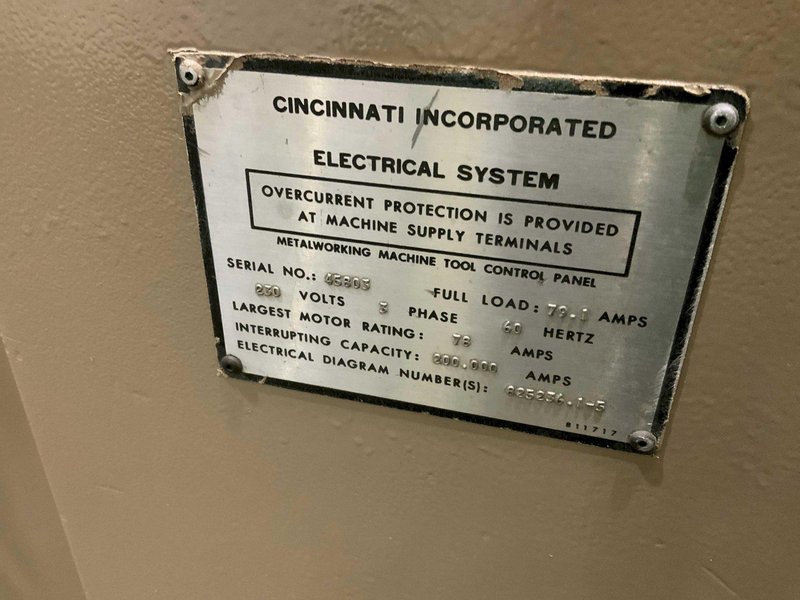 CINCINNATI INCORPORATED
ELECTRICAL SYSTEM
OVERCURRENT PROTECTION IS PROVIDED
AT MACHINE SUPPLY TERMINALS
METALWORKING MACHINE TOOL CONTROL PANEL
SERIAL NO.: 45803 FULL LOAD: 79.1 AMPS
230 VOLTS 3 PHASE 60 HERTZ
LARGEST MOTOR RATING: 78 AMPS
INTERRUPTING CAPACITY: 200,000 AMPS
ELECTRICAL DIAGRAM NUMBER(S):
811717